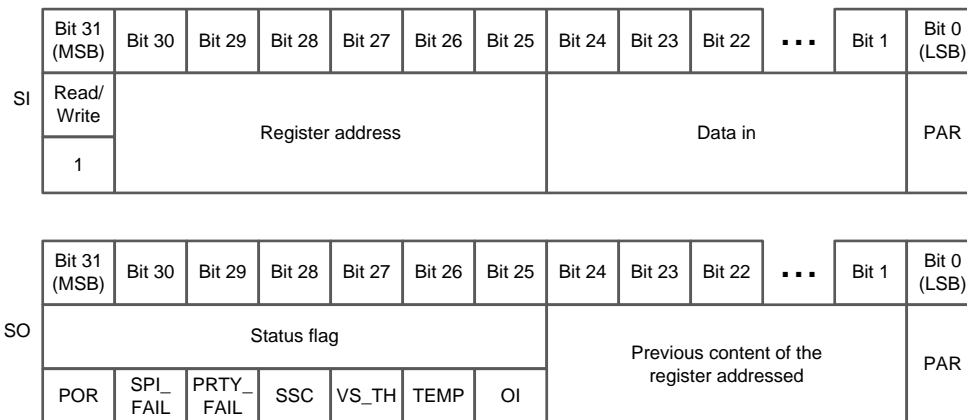 Bit 31 (MSB) Bit 30 Bit 29 Bit 28 Bit 27 Bit 26 Bit 25 Bit 24 Bit 23 Bit 22 ... Bit 1 Bit 0 (LSB)
SI
Read/
Write
Register address Data in PAR
1
Bit 31 (MSB) Bit 30 Bit 29 Bit 28 Bit 27 Bit 26 Bit 25 Bit 24 Bit 23 Bit 22 ... Bit 1 Bit 0 (LSB)
SO
Status flag
Previous content of the
register addressed
PAR
POR SPI_FAIL PRTY_FAIL SSC VS_TH TEMP OI